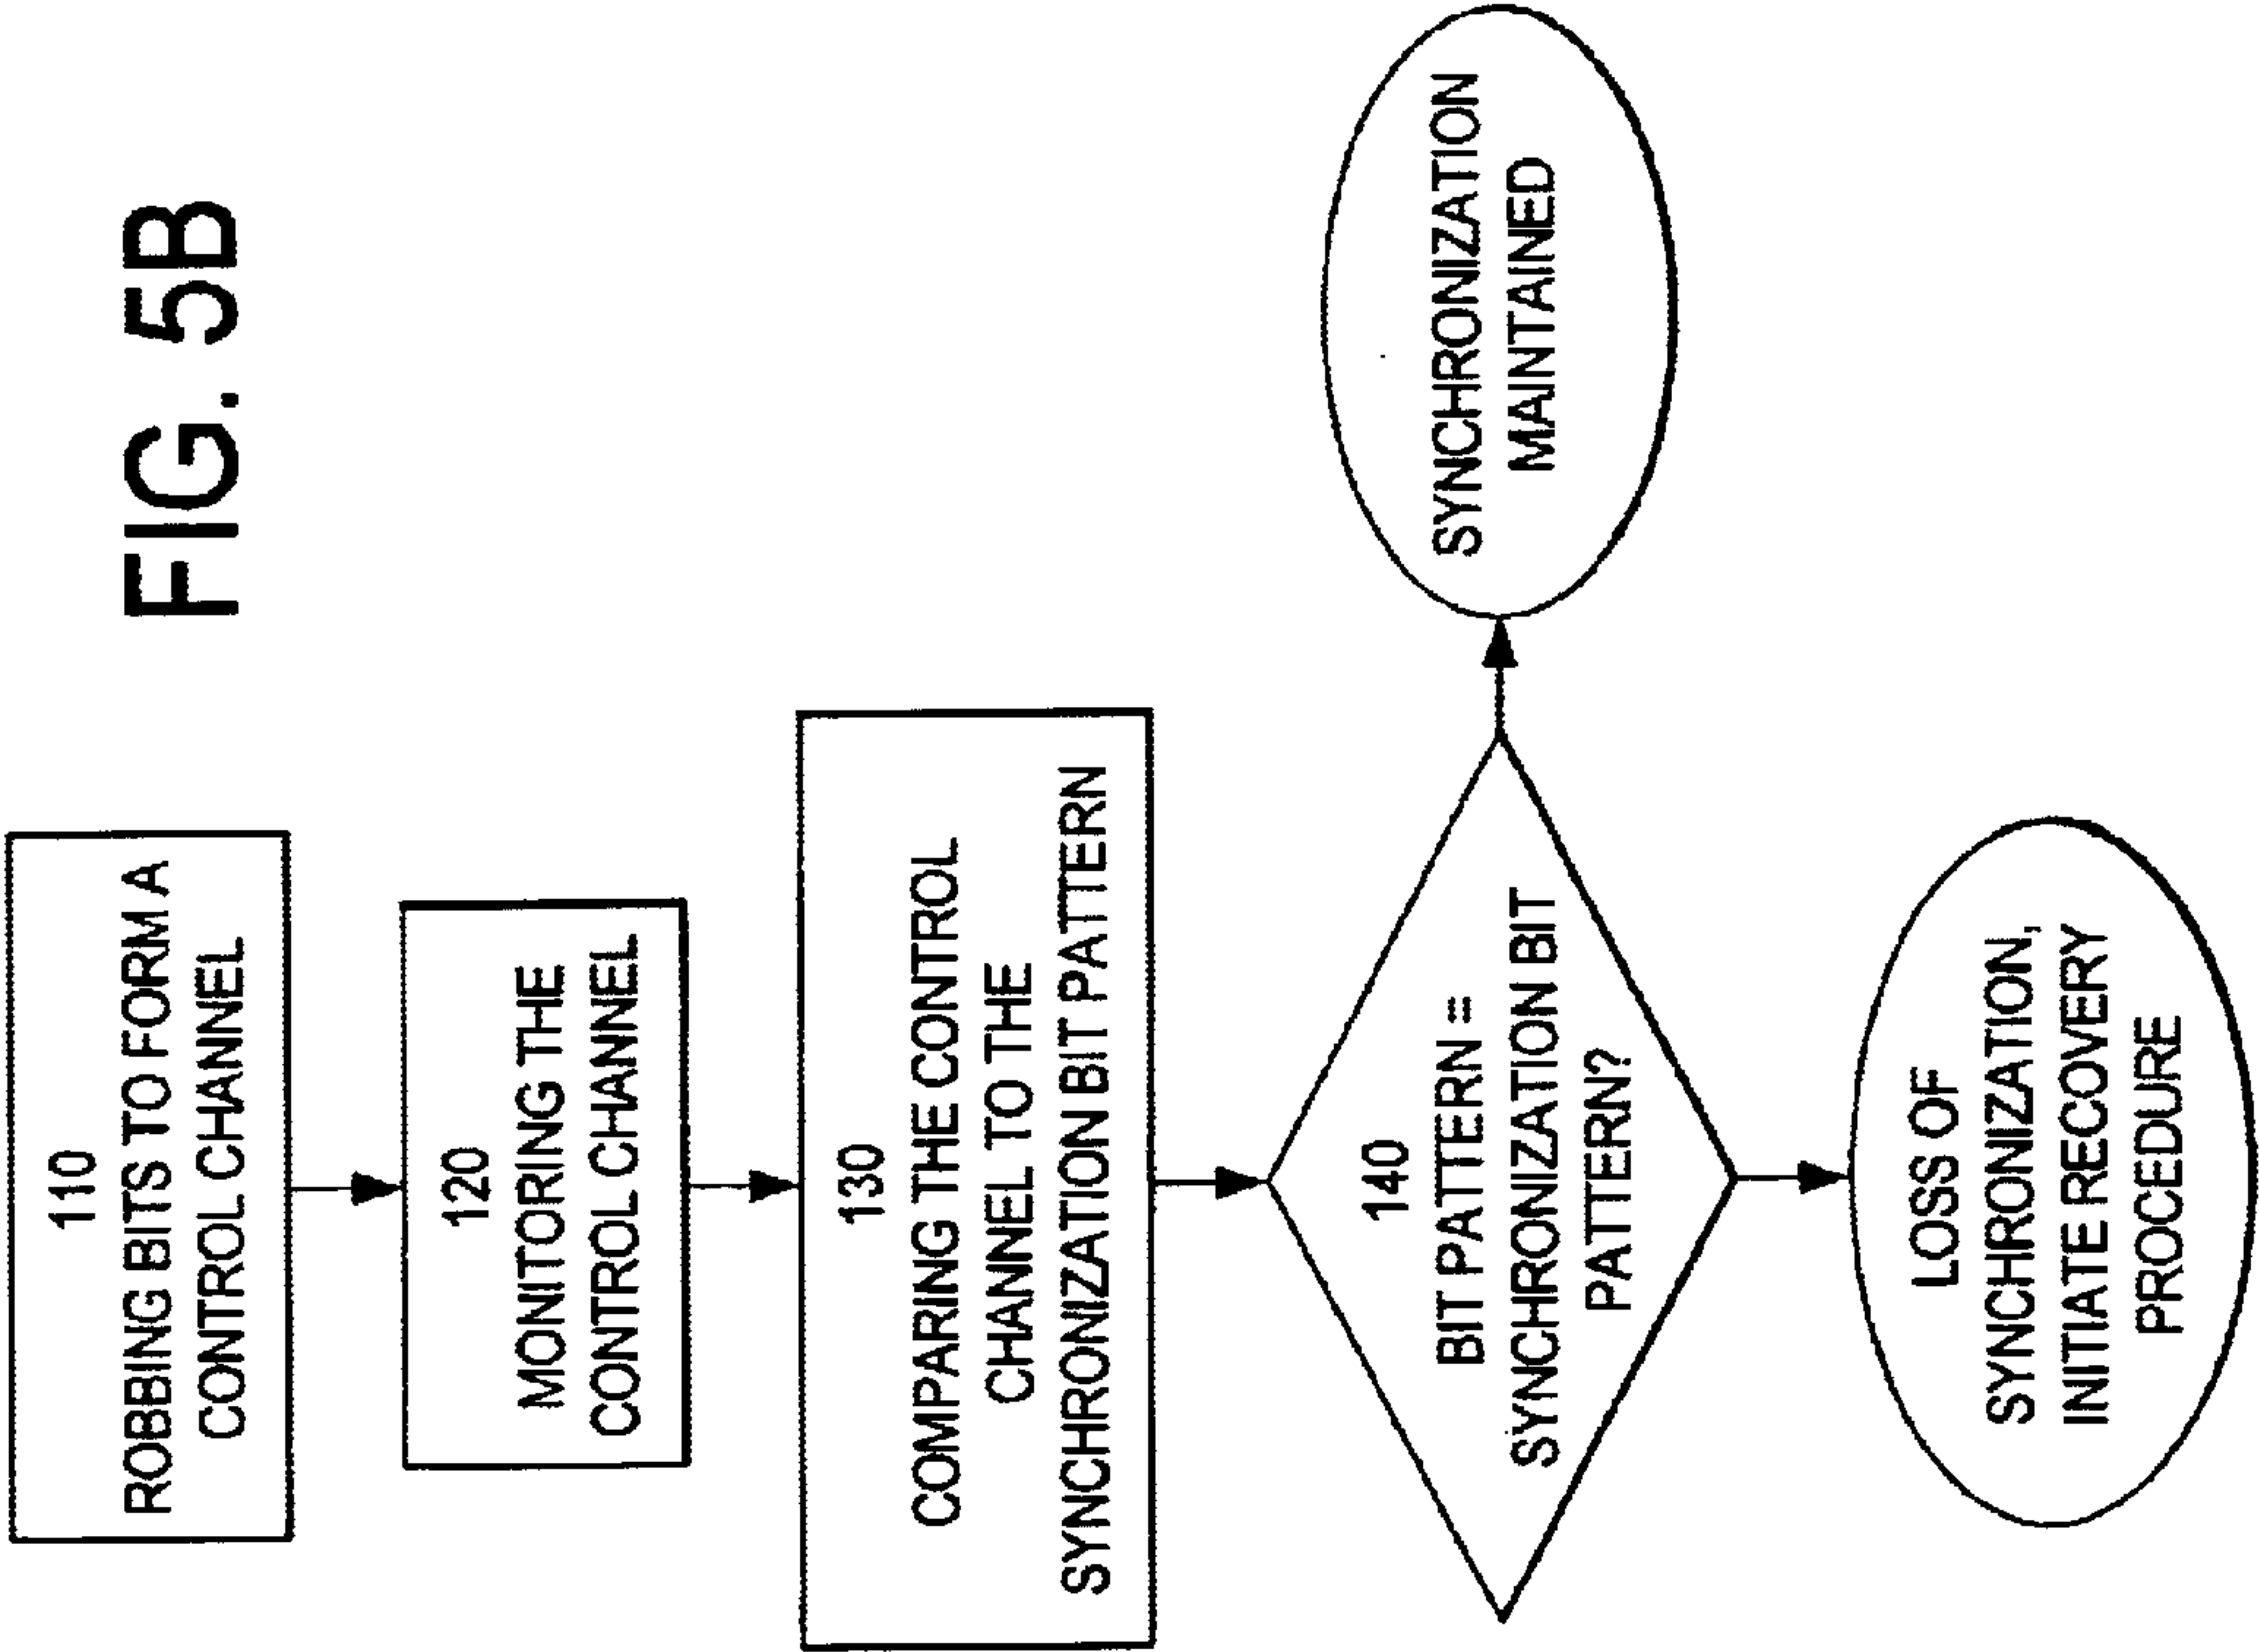 FIG. 5B
110
ROBBING BITS TO FORM A
CONTROL CHANNEL
120
MONITORING THE
CONTROL CHANNEL
130
COMPARING THE CONTROL
CHANNEL TO THE
SYNCHRONIZATION BIT PATTERN
140
BIT PATTERN =
SYNCHRONIZATION BIT
PATTERN?
SYNCHRONIZATION
MAINTAINED
LOSS OF
SYNCHRONIZATION,
INITIATE RECOVERY
PROCEDURE